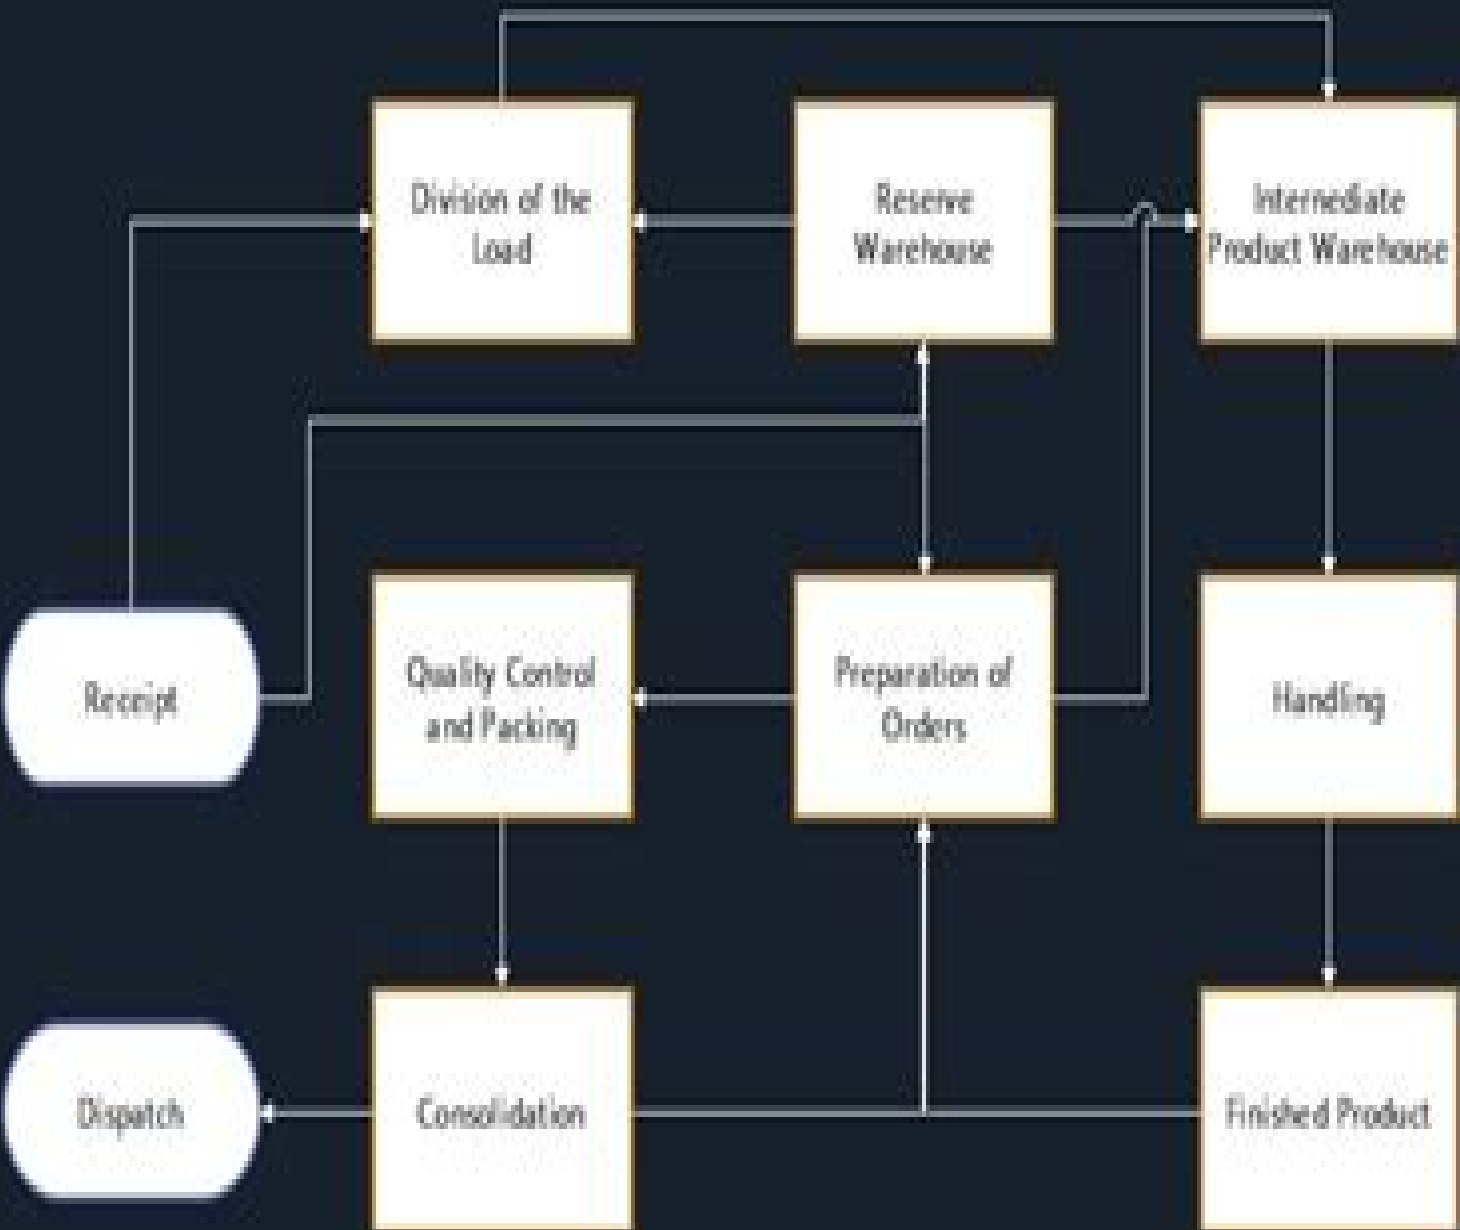 Division of the
Load
Reserve
Warehouse
Internediate
Product Warehouse
Receipt
Quality Control
and Packing
Preparation of
Orders
Handling
Dispatch
Consolidation
Finished Product